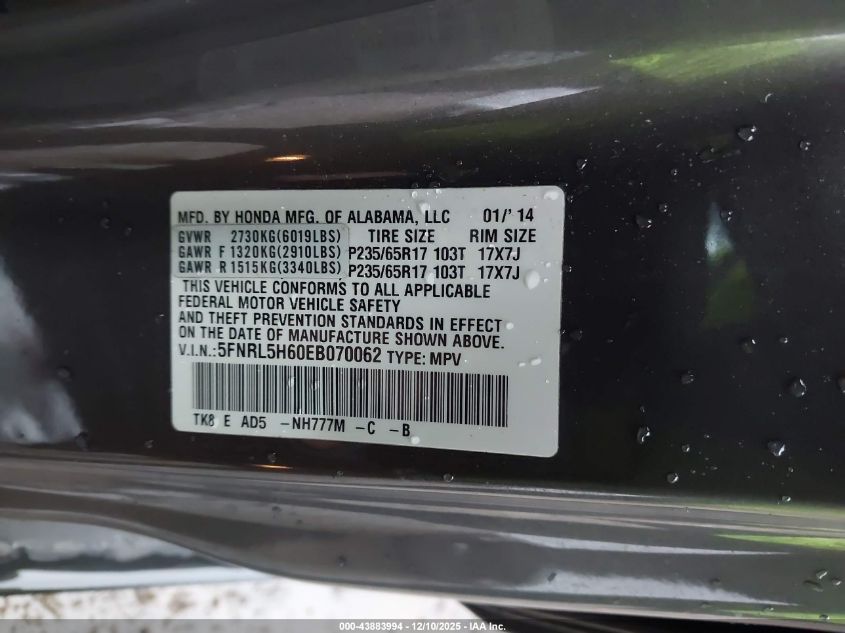 MFD. BY HONDA MFG. OF ALABAMA, LLC 01/'14
GVWR 2730KG(6019LBS) TIRE SIZE RIM SIZE
GAWR F 1320KG(2910LBS) P235/65R17 103T 17X7J
GAWR R 1515KG(3340LBS) P235/65R17 103T 17X7J
THIS VEHICLE CONFORMS TO ALL APPLICABLE
FEDERAL MOTOR VEHICLE SAFETY
AND THEFT PREVENTION STANDARDS IN EFFECT
ON THE DATE OF MANUFACTURE SHOWN ABOVE.
V.I.N.: 5FNRL5H60EB070062 TYPE: MPV
TK8 E AD5 -NH777M -C -B
000-43883994 - 12/10/2025 - IAA Inc.